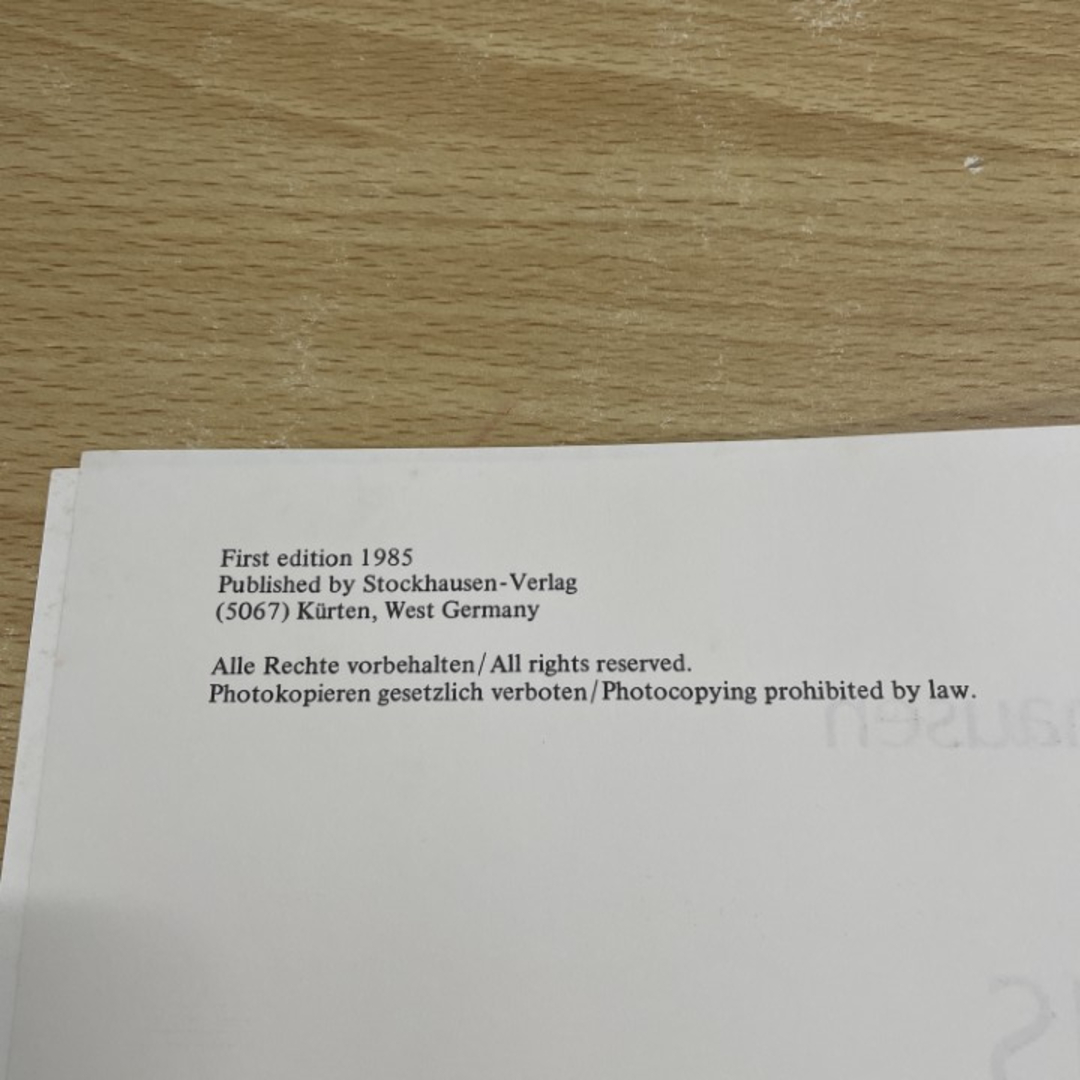 First edition 1985
Published by Stockhausen-Verlag
(5067) Kürten, West Germany
Alle Rechte vorbehalten/All rights reserved.
Photokopieren gesetzlich verboten/Photocopying prohibited by law.